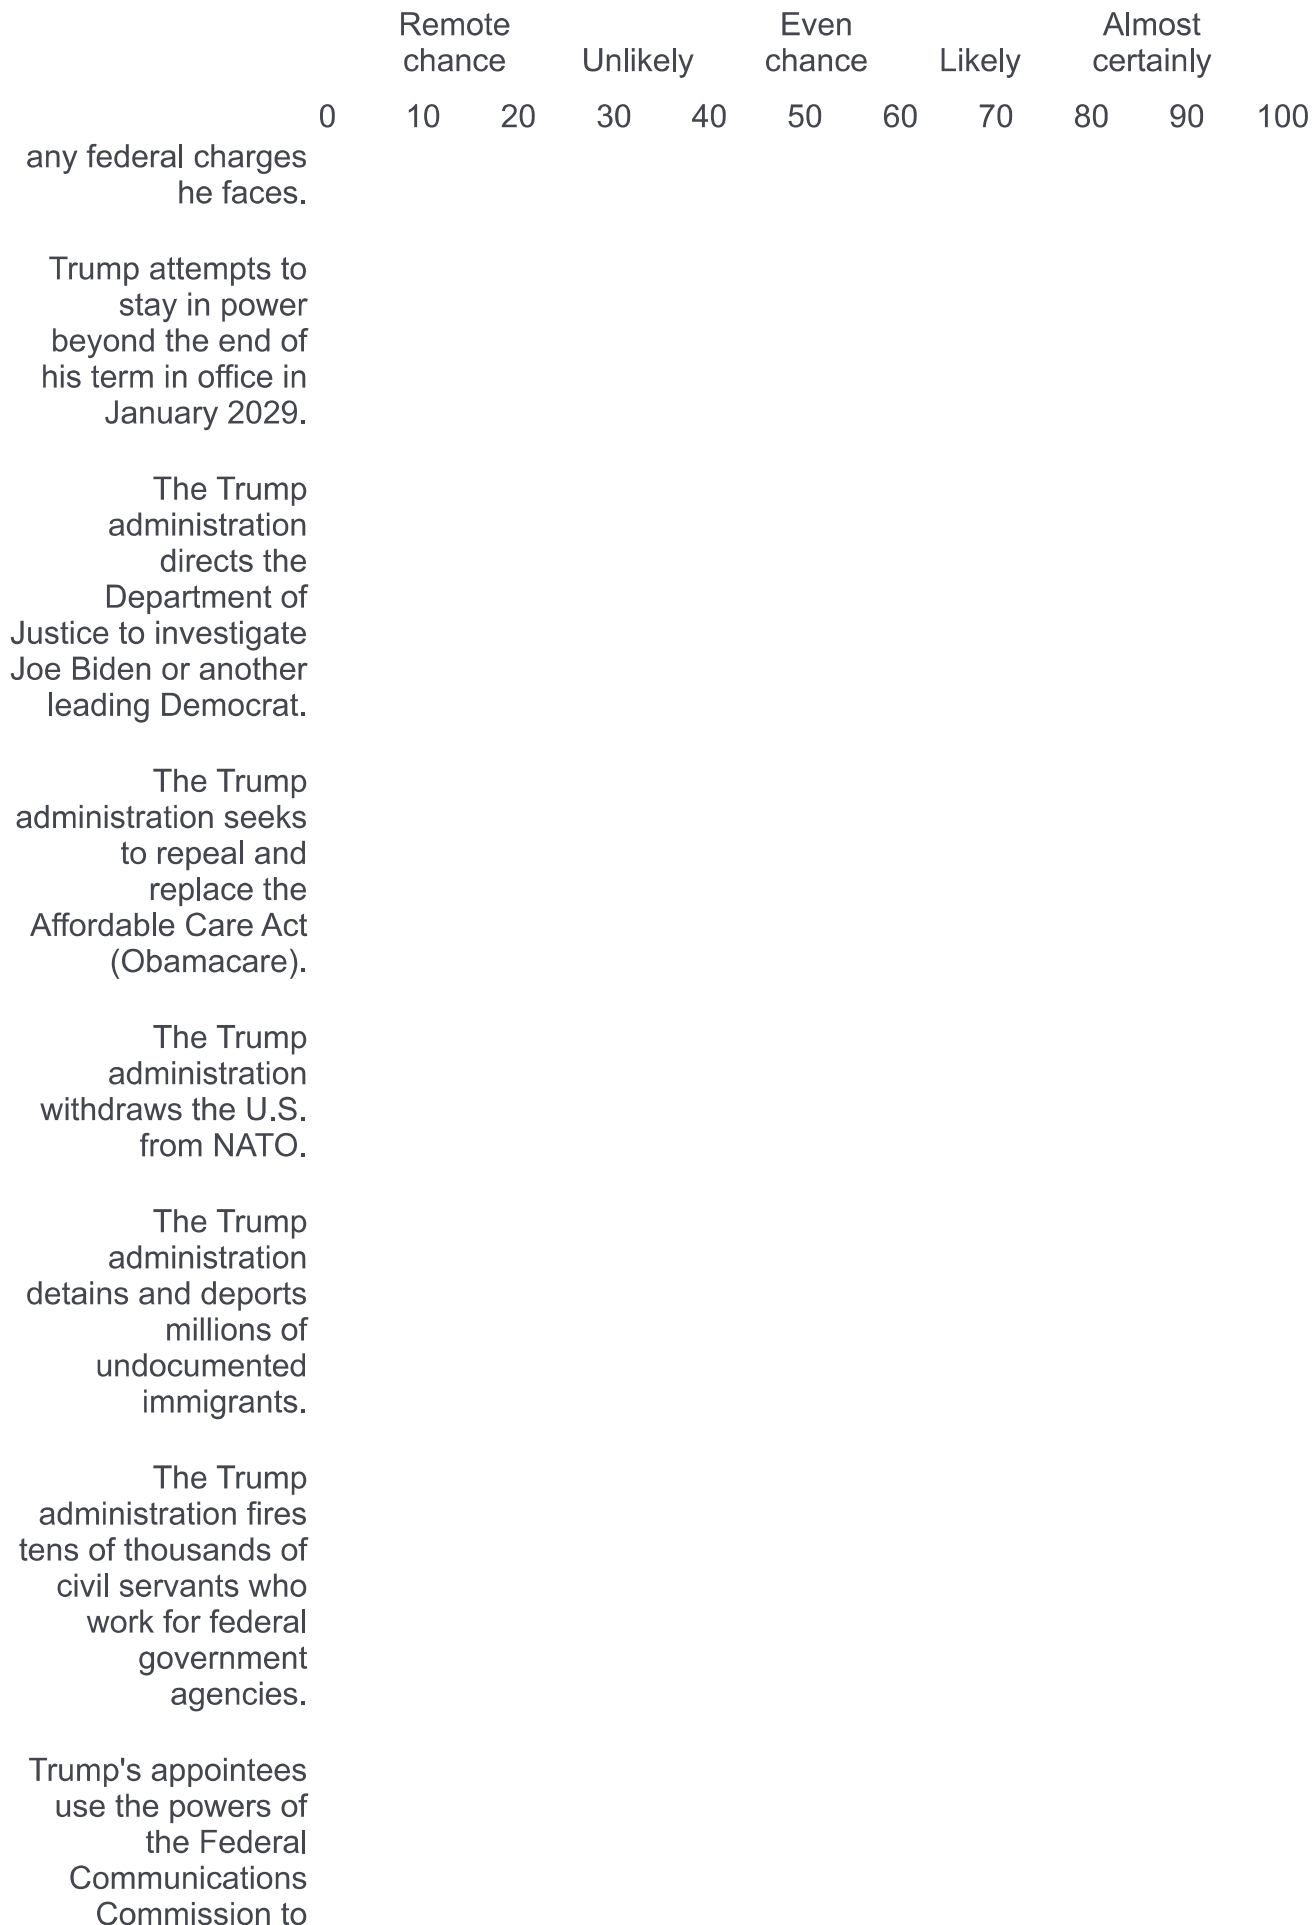 Remote Even Almost
chance Unlikely chance Likely certainly
0 10 20 30 40 50 60 70 80 90 100
any federal charges
he faces.
Trump attempts to
stay in power
beyond the end of
his term in office in
January 2029.
The Trump
administration
directs the
Department of
Justice to investigate
Joe Biden or another
leading Democrat.
The Trump
administration seeks
to repeal and
replace the
Affordable Care Act
(Obamacare).
The Trump
administration
withdraws the U.S.
from NATO.
The Trump
administration
detains and deports
millions of
undocumented
immigrants.
The Trump
administration fires
tens of thousands of
civil servants who
work for federal
government
agencies.
Trump's appointees
use the powers of
the Federal
Communications
Commission to